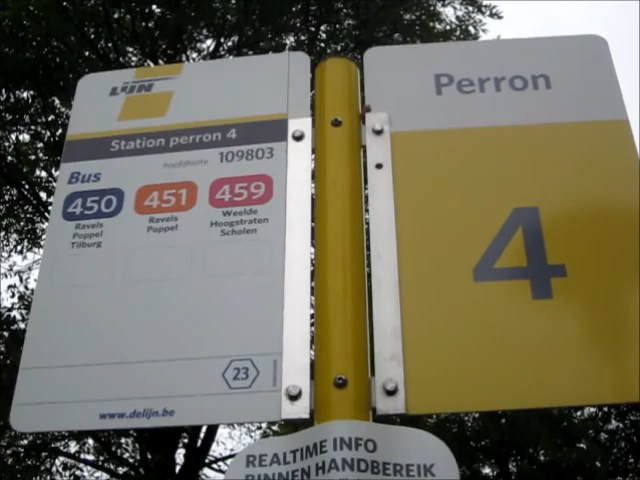 LIJN
Station perron 4
109803
Bus
450
451
459
Ravels
Poppel
Tilburg
Ravels
Poppel
Weelde
Hoogstraten
Scholen
23
www.delijn.be
Perron
4
REALTIME INFO
BINNEN HANDBEREIK